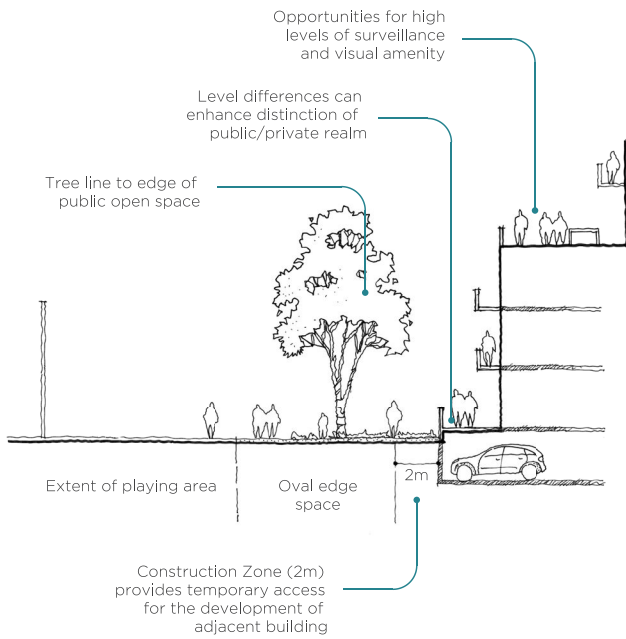 Opportunities for high
levels of surveillance
and visual amenity
Level differences can
enhance distinction of
public/private realm
Tree line to edge of
public open space
Extent of playing area
Oval edge
space
2m
Construction Zone (2m)
provides temporary access
for the development of
adjacent building